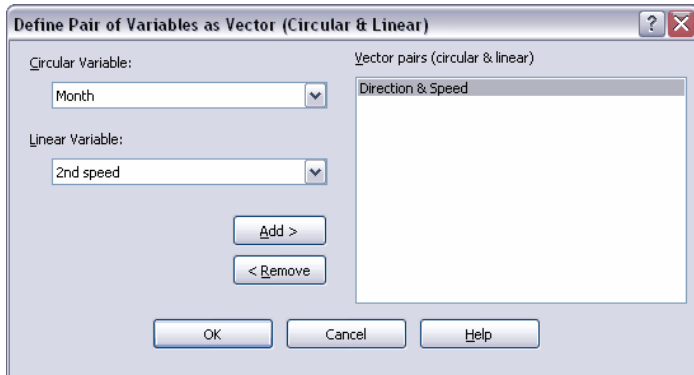 Define Pair of Variables as Vector (Circular & Linear)
Circular Variable:
Month
Linear Variable:
2nd speed
Add >
< Remove
Vector pairs (circular & linear)
Direction & Speed
OK
Cancel
Help